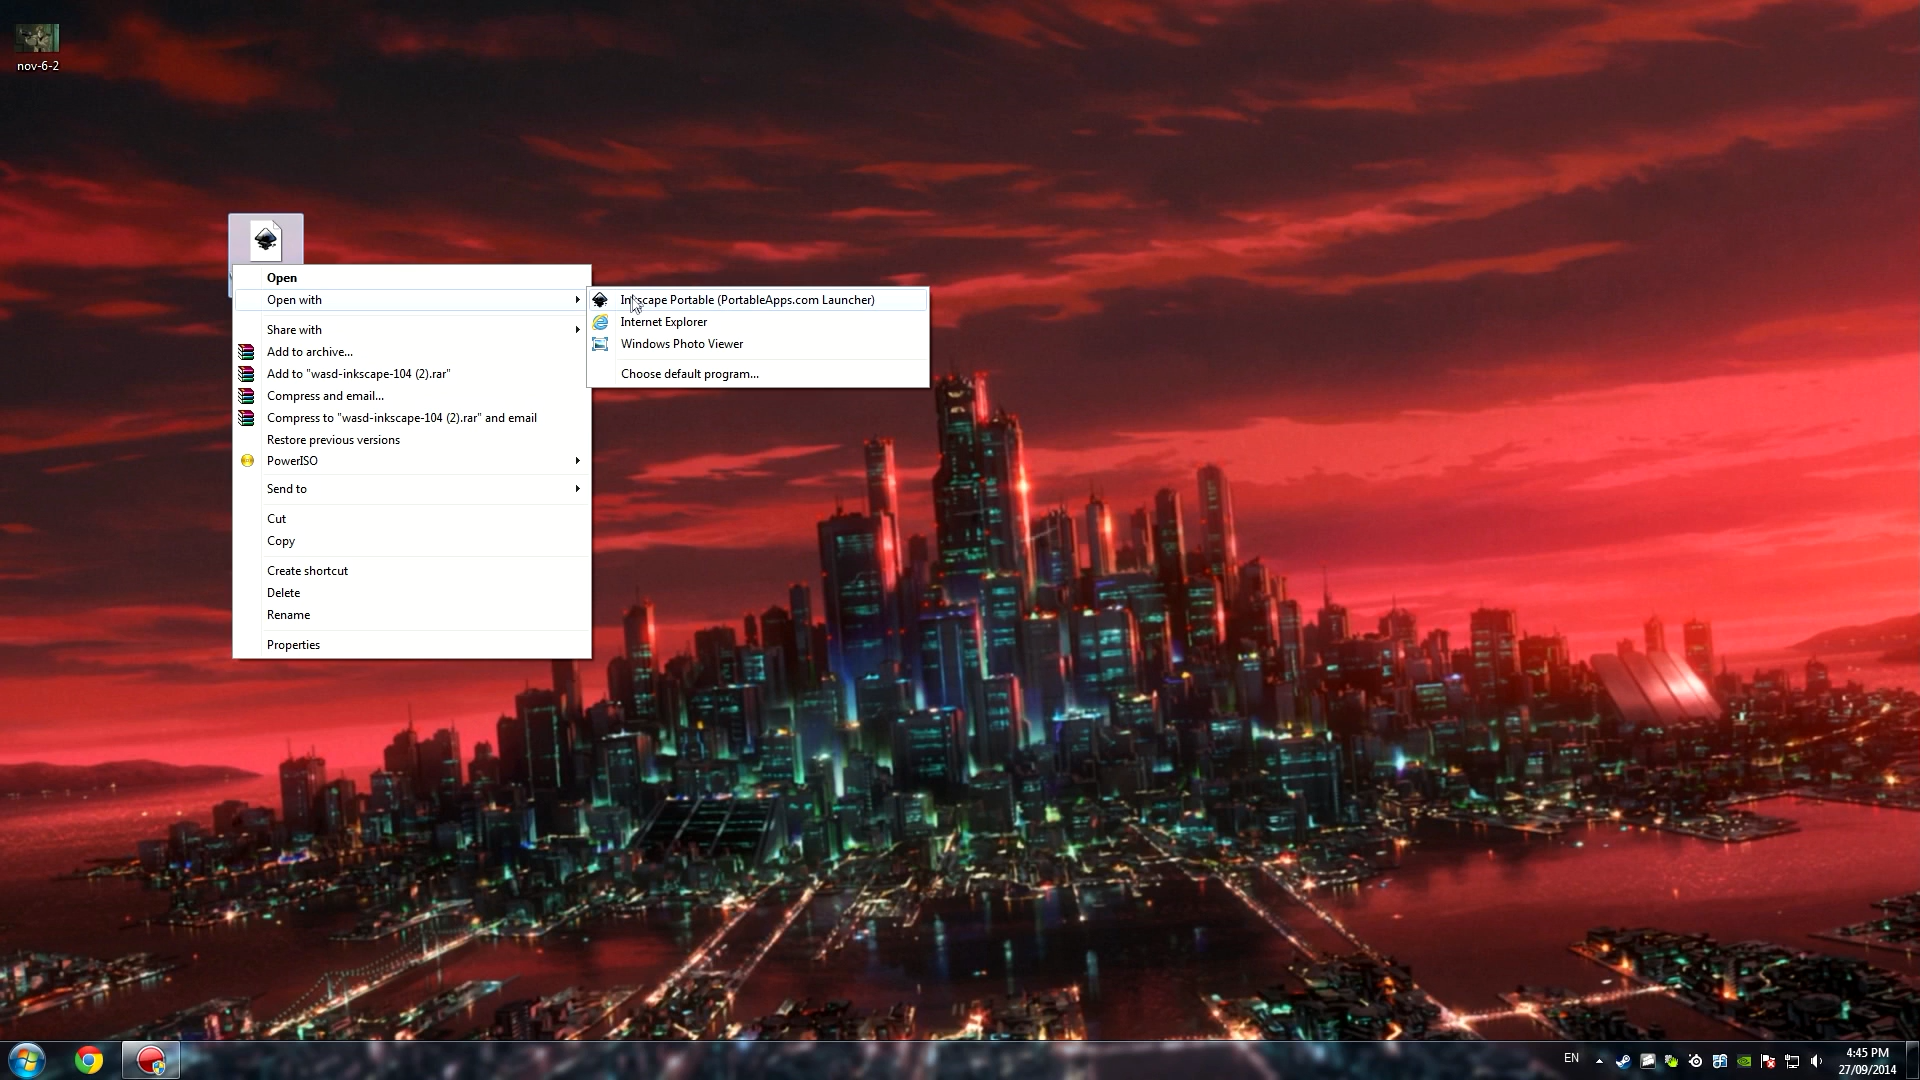 nov-6-2
Open
Open with
Share with
Add to archive...
Add to "wasd-inkscape-104 (2).rar"
Compress and email...
Compress to "wasd-inkscape-104 (2).rar" and email
Restore previous versions
PowerISO
Send to
Cut
Copy
Create shortcut
Delete
Rename
Properties
Inkscape Portable (PortableApps.com Launcher)
Internet Explorer
Windows Photo Viewer
Choose default program...
EN
4:45 PM
27/09/2014